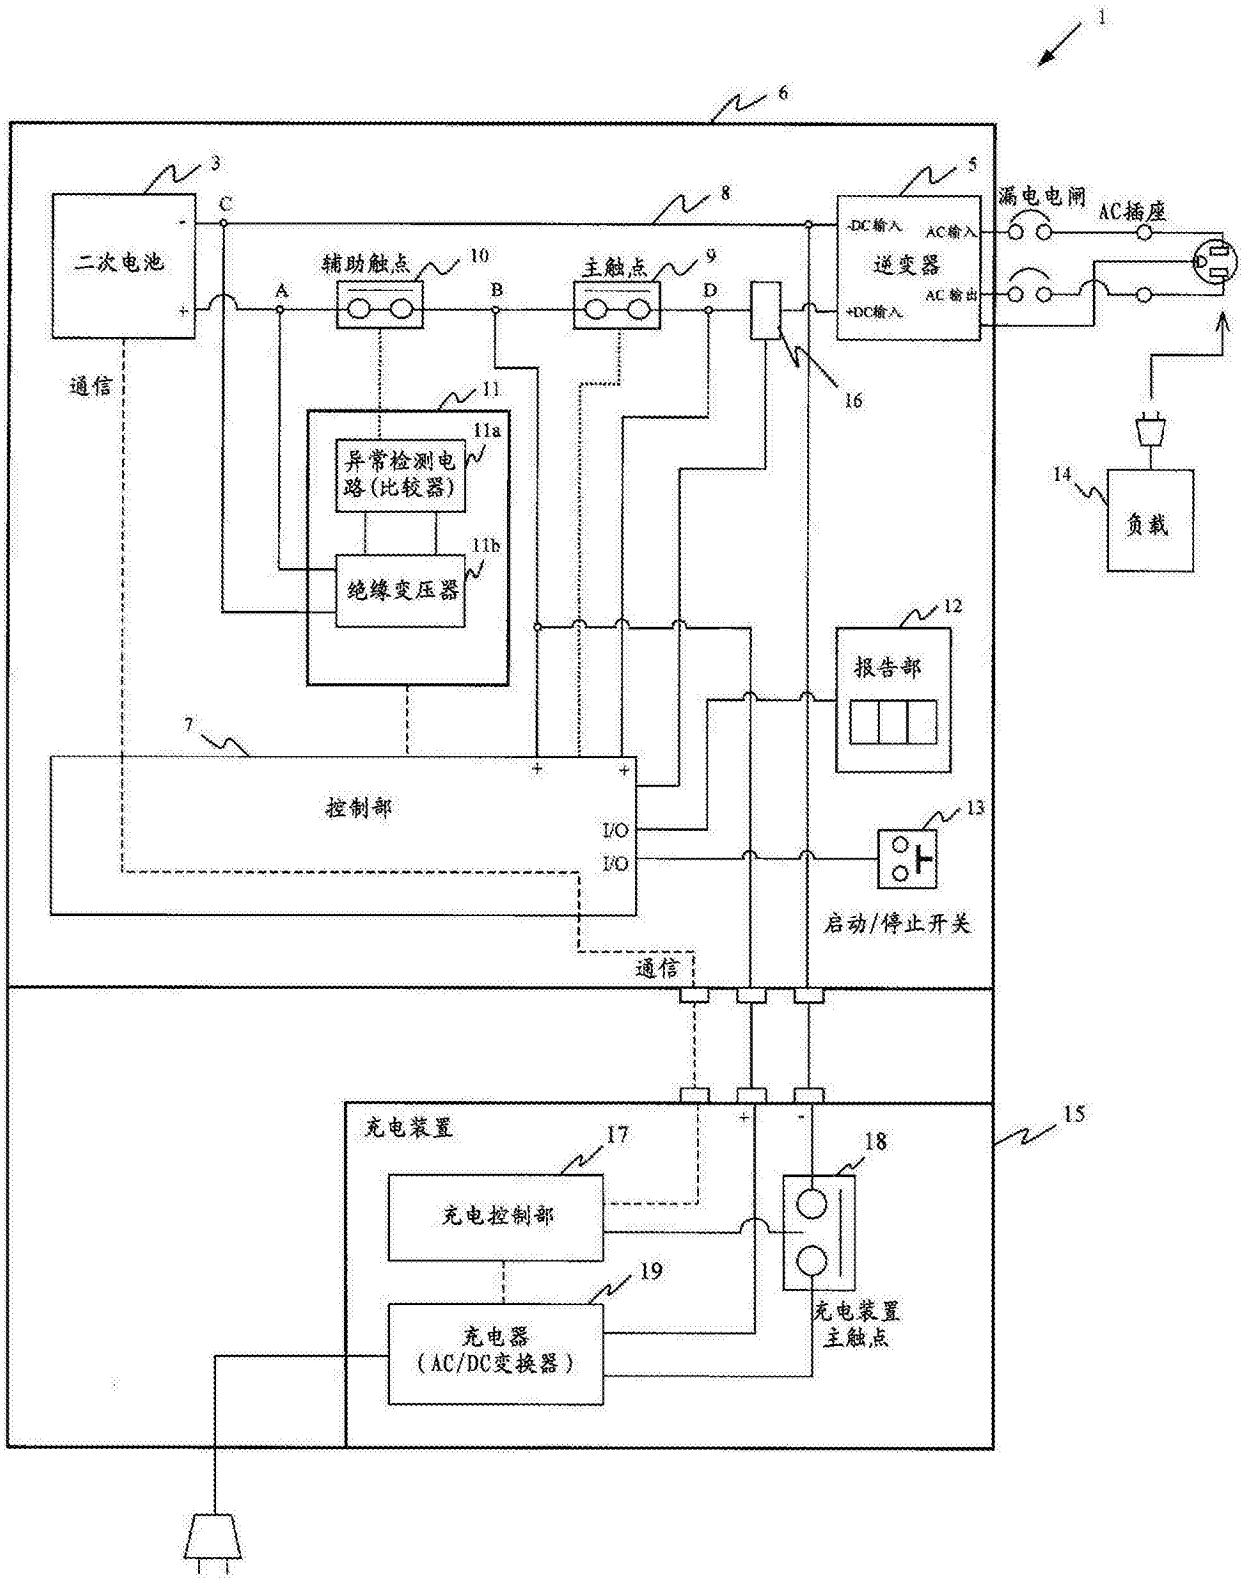 1
6
3
C
8
5
漏电电闸
AC插座
二次电池
-
+
A
辅助触点
10
B
主触点
9
D
16
-DC输入
AC输入
逆变器
AC输出
+DC输入
通信
11
11a
异常检测电
路(比较器)
11b
绝缘变压器
14
负载
12
报告部
7
控制部
+
+
I/O
I/O
13
启动/停止开关
通信
充电装置
+
-
15
17
充电控制部
18
19
充电器
(AC/DC变换器)
充电装置
主触点